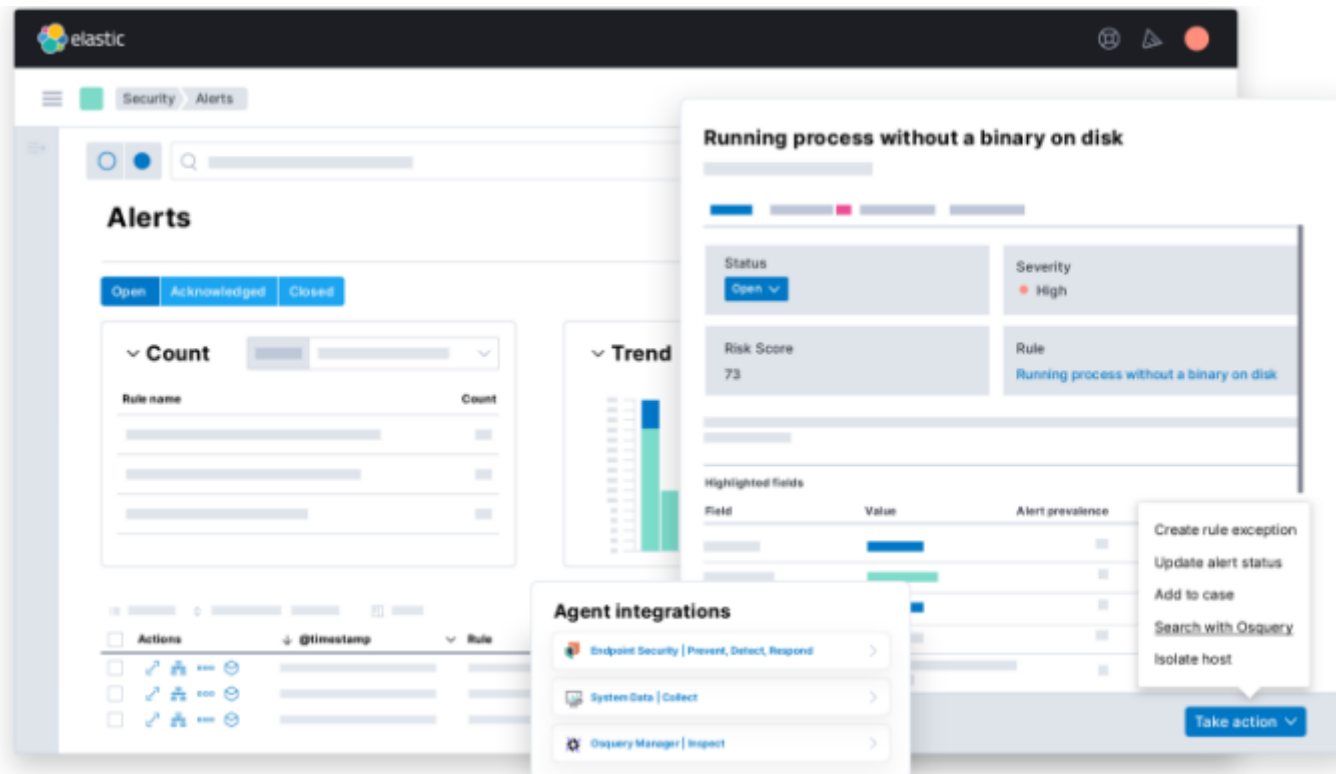 elastic
Security
Alerts
Alerts
Open
Acknowledged
Closed
Count
Rule name
Count
Trend
Actions
@timestamp
Rule
Running process without a binary on disk
Status
Open
Severity
High
Risk Score
73
Rule
Running process without a binary on disk
Highlighted fields
Field
Value
Alert prevalence
Create rule exception
Update alert status
Add to case
Search with Osquery
Isolate host
Take action
Agent integrations
Endpoint Security | Prevent, Detect, Respond
System Data | Collect
Osquery Manager | Inspect